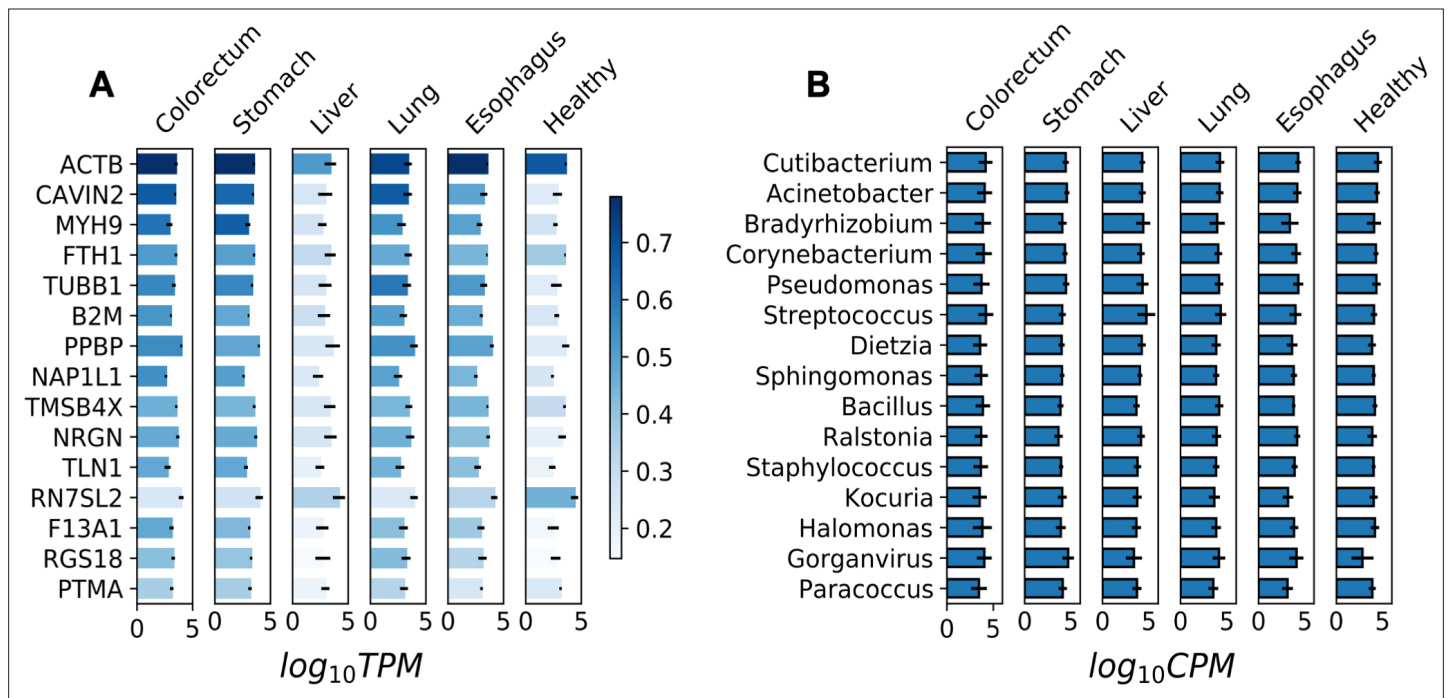 A
Colorectum
Stomach
Liver
Lung
Esophagus
Healthy
ACTB
CAVIN2
MYH9
FTH1
TUBB1
B2M
PPBP
NAP1L1
TMSB4X
NRGN
TLN1
RN7SL2
F13A1
RGS18
PTMA
0 5 0 5 0 5 0 5 0 5 0 5
log10TPM
0.7
0.6
0.5
0.4
0.3
0.2
B
Colorectum
Stomach
Liver
Lung
Esophagus
Healthy
Cutibacterium
Acinetobacter
Bradyrhizobium
Corynebacterium
Pseudomonas
Streptococcus
Dietzia
Sphingomonas
Bacillus
Ralstonia
Staphylococcus
Kocuria
Halomonas
Gorganvirus
Paracoccus
0 5 0 5 0 5 0 5 0 5 0 5
log10CPM